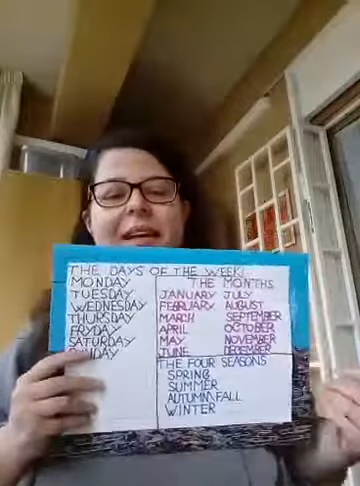 THE DAYS OF THE WEEK!
MONDAY
TUESDAY
WEDNESDAY
THURSDAY
FRYDAY
SATURDAY
SUNDAY
THE MONTHS
JANUARY JULY
FEBRUARY AUGUST
MARCH SEPTEMBER
APRIL OCTOBER
MAY NOVEMBER
JUNE DECEMBER
THE FOUR SEASONS
SPRING
SUMMER
AUTUMN\FALL
WINTER